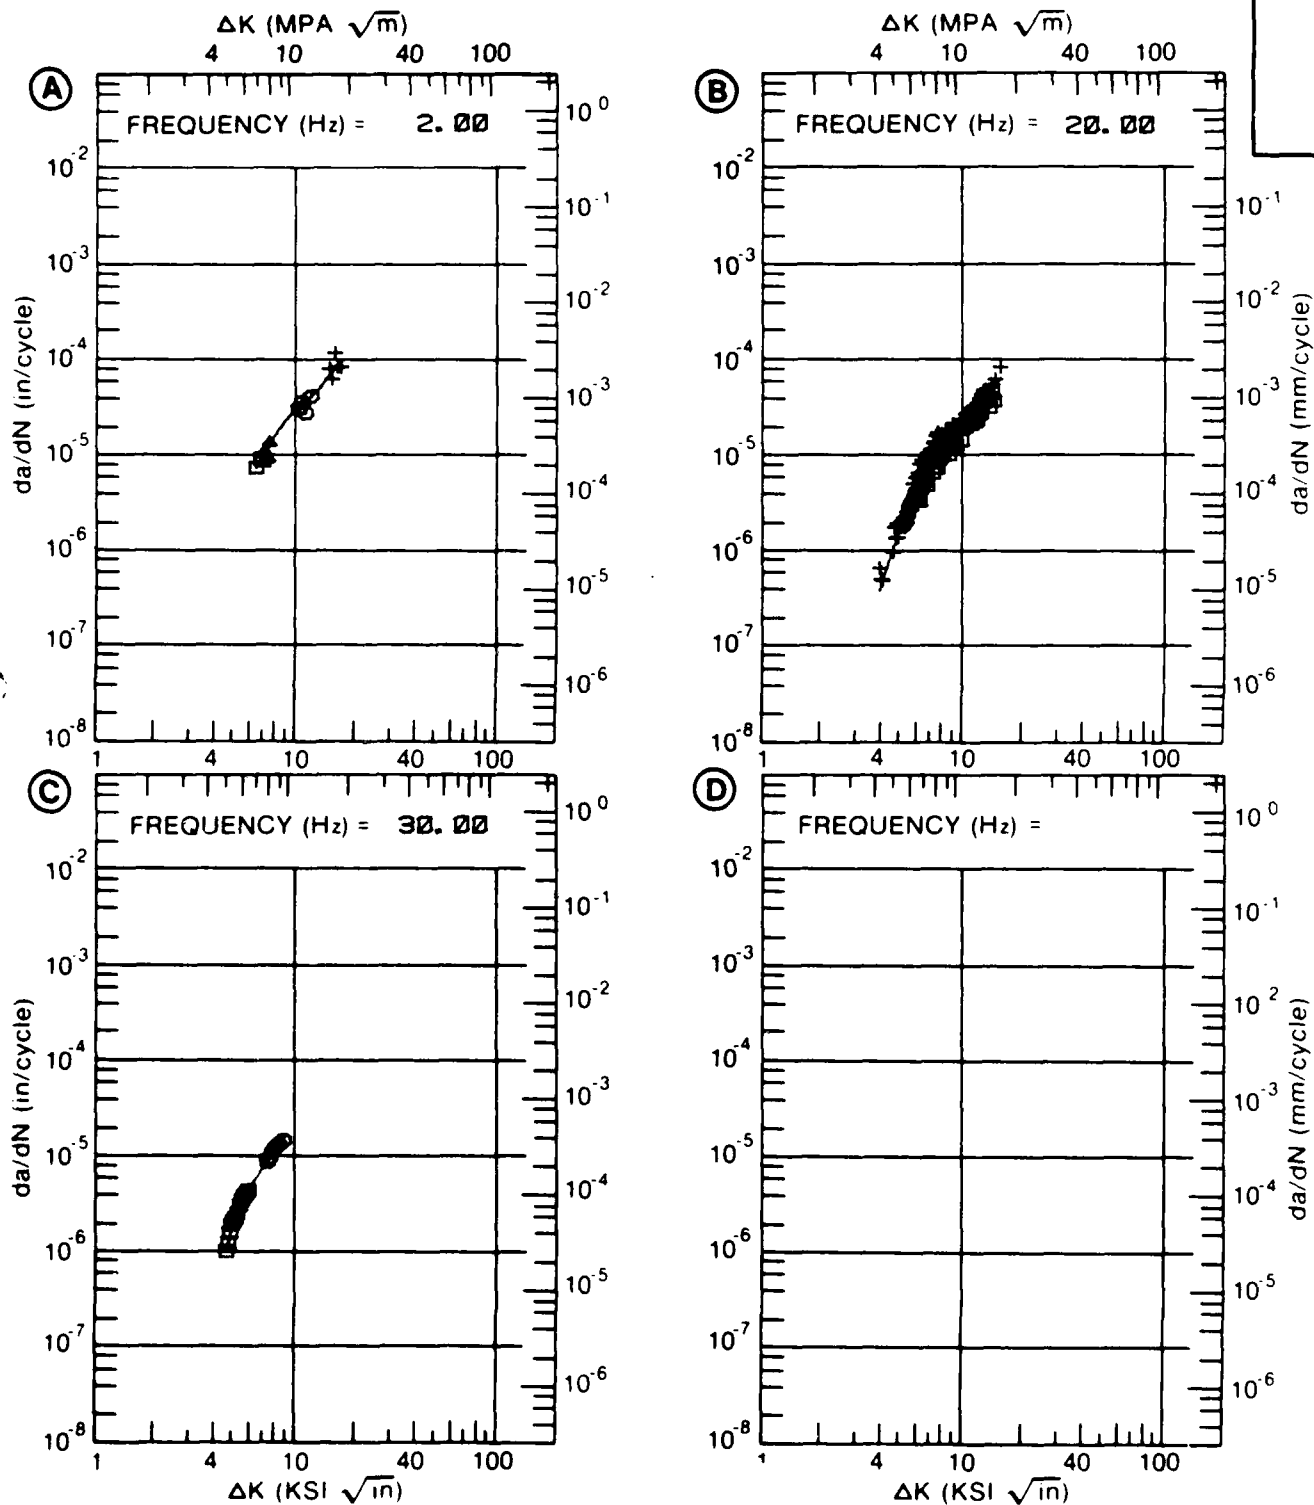 ΔK (MPA √m) ΔK (MPA √m)
4 10 40 100 4 10 40 100
A B
FREQUENCY (Hz) = 2.00 FREQUENCY (Hz) = 20.00
da/dN (in/cycle)
10⁻² 10⁻³ 10⁻⁴ 10⁻⁵ 10⁻⁶ 10⁻⁷ 10⁻⁸
10⁰ 10⁻¹ 10⁻² 10⁻³ 10⁻⁴ 10⁻⁵ 10⁻⁶
10⁻² 10⁻³ 10⁻⁴ 10⁻⁵ 10⁻⁶ 10⁻⁷ 10⁻⁸
10⁻¹ 10⁻² 10⁻³ 10⁻⁴ 10⁻⁵ 10⁻⁶
da/dN (mm/cycle)
1 4 10 40 100 1 4 10 40 100
C D
FREQUENCY (Hz) = 30.00 FREQUENCY (Hz) =
da/dN (in/cycle)
10⁻² 10⁻³ 10⁻⁴ 10⁻⁵ 10⁻⁶ 10⁻⁷ 10⁻⁸
10⁰ 10⁻¹ 10⁻² 10⁻³ 10⁻⁴ 10⁻⁵ 10⁻⁶
10⁻² 10⁻³ 10⁻⁴ 10⁻⁵ 10⁻⁶ 10⁻⁷ 10⁻⁸
10⁰ 10⁻¹ 10² 10⁻³ 10⁻⁴ 10⁻⁵ 10⁻⁶
da/dN (mm/cycle)
1 4 10 40 100 1 4 10 40 100
ΔK (KSI √in) ΔK (KSI √in)